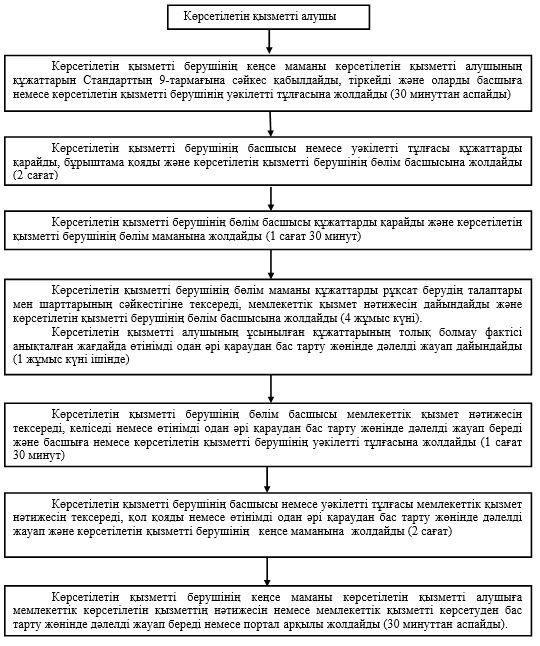 Көрсетілетін қызметті алушы
Көрсетілетін қызметті берушінің кеңсе маманы көрсетілетін қызметті алушының
құжаттарын Стандарттың 9-тармағына сәйкес қабылдайды, тіркейді және оларды басшыға
немесе көрсетілетін қызметті берушінің уәкілетті тұлғасына жолдайды (30 минуттан аспайды)
Көрсетілетін қызметті берушінің басшысы немесе уәкілетті тұлғасы құжаттарды
қарайды, бұрыштама қояды және көрсетілетін қызметті берушінің бөлім басшысына жолдайды
(2 сағат)
Көрсетілетін қызметті берушінің бөлім басшысы құжаттарды қарайды және көрсетілетін
қызметті берушінің бөлім маманына жолдайды (1 сағат 30 минут)
Көрсетілетін қызметті берушінің бөлім маманы құжаттарды рұқсат берудің талаптары
мен шарттарының сәйкестігіне тексереді, мемлекеттік қызмет нәтижесін дайындайды және
көрсетілетін қызметті берушінің бөлім басшысына жолдайды (4 жұмыс күні).
Көрсетілетін қызметті алушының ұсынылған құжаттарының толық болмау фактісі
анықталған жағдайда өтінімді одан әрі қараудан бас тарту жөнінде дәлелді жауап дайындайды
(1 жұмыс күні ішінде)
Көрсетілетін қызметті берушінің бөлім басшысы мемлекеттік қызмет нәтижесін
тексереді, келіседі немесе өтінімді одан әрі қараудан бас тарту жөнінде дәлелді жауап береді
және басшыға немесе көрсетілетін қызметті берушінің уәкілетті тұлғасына жолдайды (1 сағат
30 минут)
Көрсетілетін қызметті берушінің басшысы немесе уәкілетті тұлғасы мемлекеттік қызмет
нәтижесін тексереді, қол қояды немесе өтінімді одан әрі қараудан бас тарту жөнінде дәлелді
жауап және көрсетілетін қызметті берушінің кеңсе маманына жолдайды (2 сағат)
Көрсетілетін қызметті берушінің кеңсе маманы көрсетілетін қызметті алушыға
мемлекеттік көрсетілетін қызметтің нәтижесін немесе мемлекеттік қызметті көрсетуден бас
тарту жөнінде дәлелді жауап береді немесе портал арқылы жолдайды (30 минуттан аспайды).